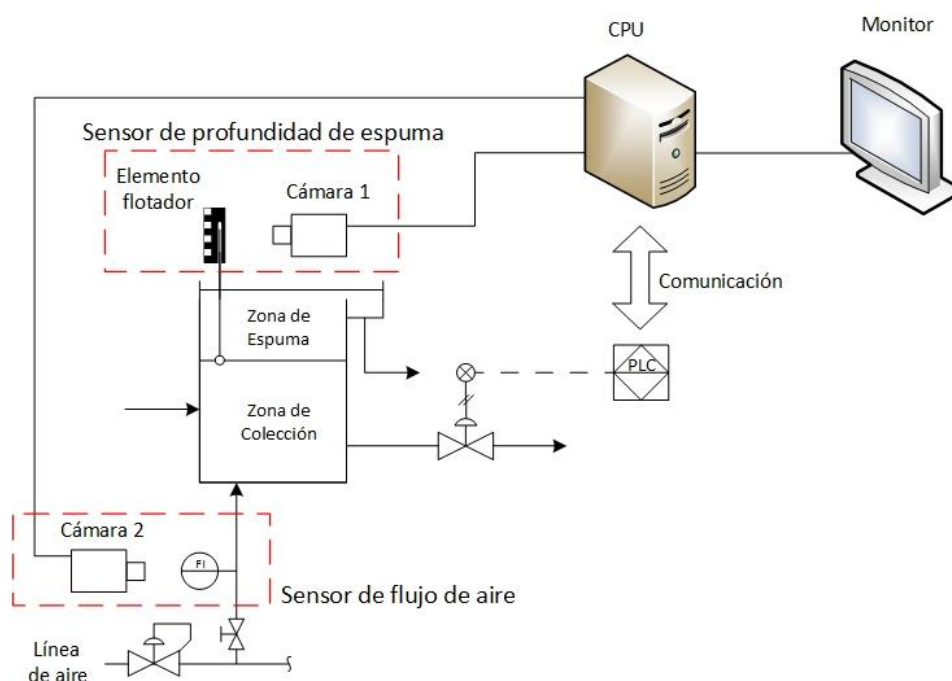 CPU
Monitor
Sensor de profundidad de espuma
Elemento
flotador
Cámara 1
Comunicación
Zona de
Espuma
PLC
Zona de
Colección
Cámara 2
FI
Sensor de flujo de aire
Línea
de aire